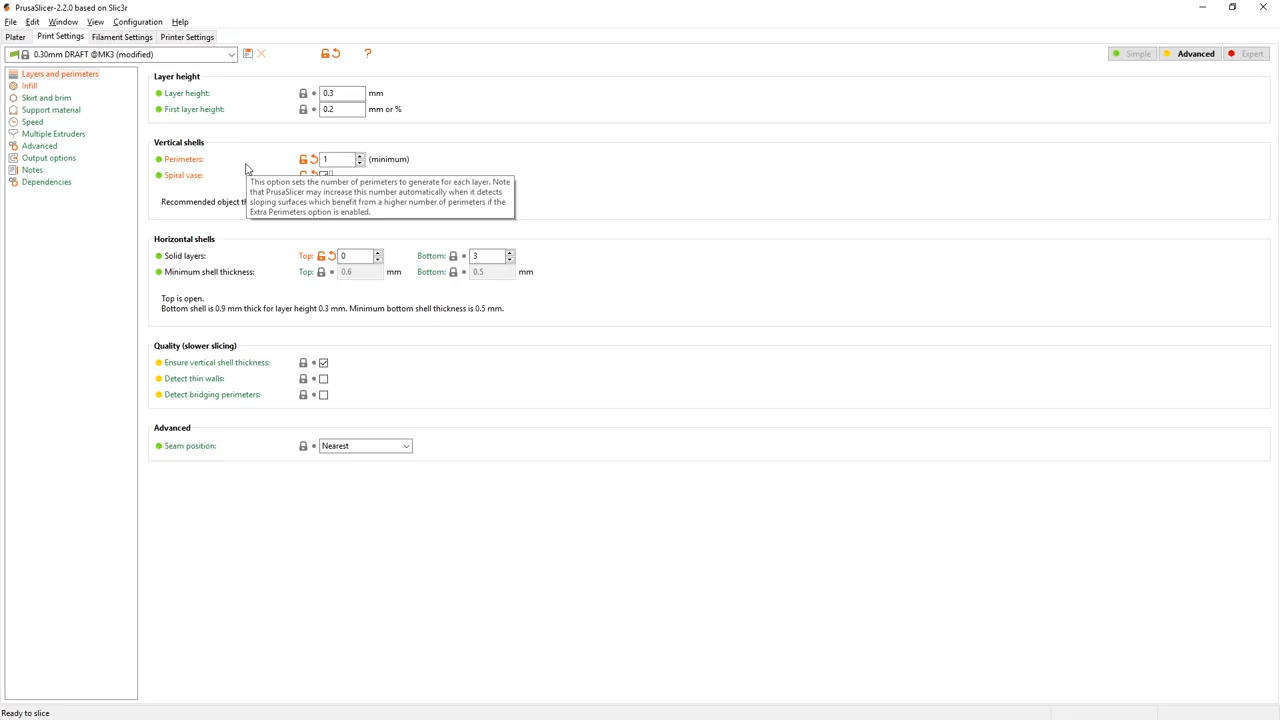 PrusaSlicer-2.2.0 based on Slic3r
File Edit Window View Configuration Help
Plater Print Settings Filament Settings Printer Settings
0.30mm DRAFT @MK3 (modified)
? Simple Advanced Expert
Layers and perimeters
Infill
Skirt and brim
Support material
Speed
Multiple Extruders
Advanced
Output options
Notes
Dependencies
Layer height
Layer height: 0.3 mm
First layer height: 0.2 mm or %
Vertical shells
Perimeters: 1 (minimum)
Spiral vase:
This option sets the number of perimeters to generate for each layer. Note
that PrusaSlicer may increase this number automatically when it detects
sloping surfaces which benefit from a higher number of perimeters if the
Extra Perimeters option is enabled.
Recommended object
Horizontal shells
Solid layers: Top: 0 Bottom: 3
Minimum shell thickness: Top: 0.6 mm Bottom: 0.5 mm
Top is open.
Bottom shell is 0.9 mm thick for layer height 0.3 mm. Minimum bottom shell thickness is 0.5 mm.
Quality (slower slicing)
Ensure vertical shell thickness:
Detect thin walls:
Detect bridging perimeters:
Advanced
Seam position: Nearest
Ready to slice